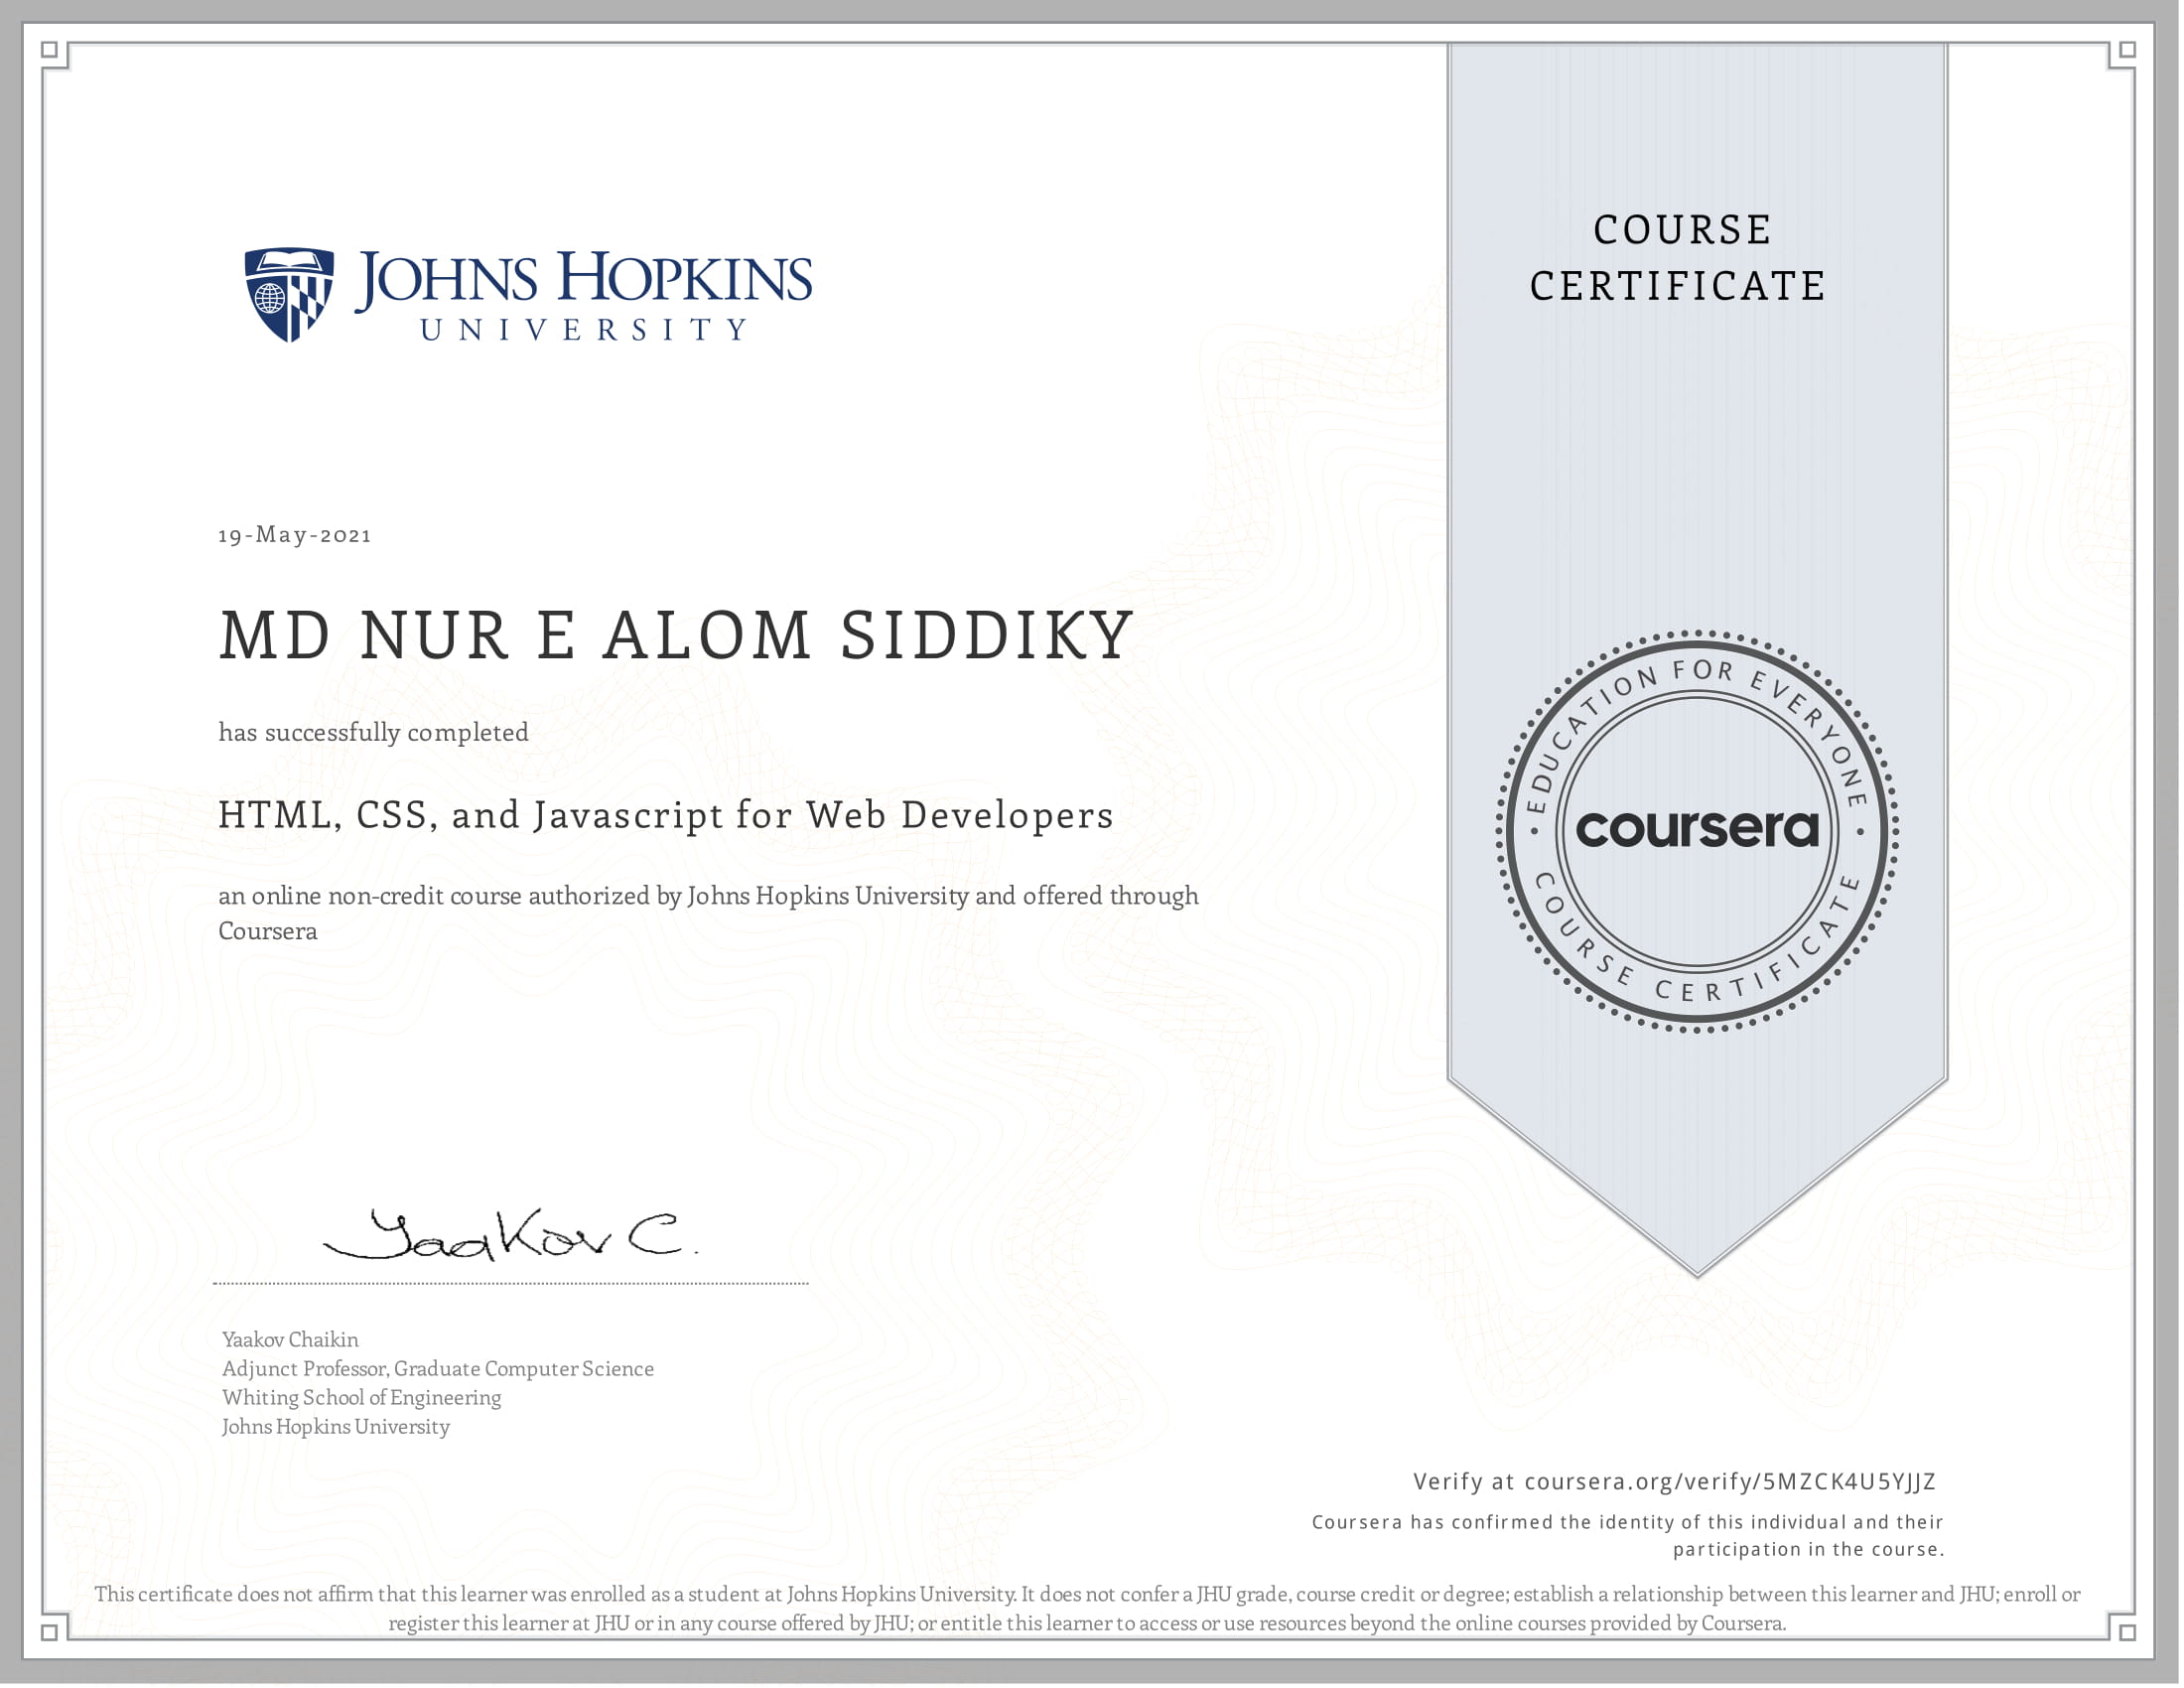 JOHNS HOPKINS
UNIVERSITY
COURSE
CERTIFICATE
19-May-2021
MD NUR E ALOM SIDDIKY
has successfully completed
HTML, CSS, and Javascript for Web Developers
an online non-credit course authorized by Johns Hopkins University and offered through
Coursera
EDUCATION FOR EVERYONE
coursera
COURSE CERTIFICATE
Yaakov C.
Yaakov Chaikin
Adjunct Professor, Graduate Computer Science
Whiting School of Engineering
Johns Hopkins University
Verify at coursera.org/verify/5MZCK4U5YJJZ
Coursera has confirmed the identity of this individual and their
participation in the course.
This certificate does not affirm that this learner was enrolled as a student at Johns Hopkins University. It does not confer a JHU grade, course credit or degree; establish a relationship between this learner and JHU; enroll or
register this learner at JHU or in any course offered by JHU; or entitle this learner to access or use resources beyond the online courses provided by Coursera.